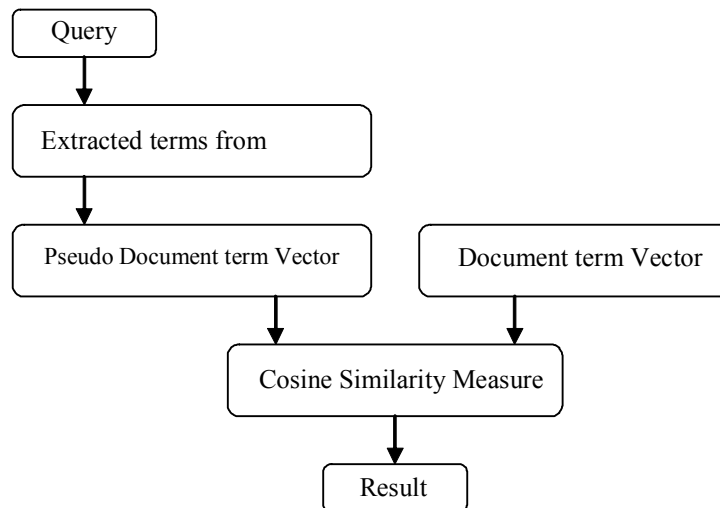 Query
Extracted terms from
Pseudo Document term Vector
Document term Vector
Cosine Similarity Measure
Result